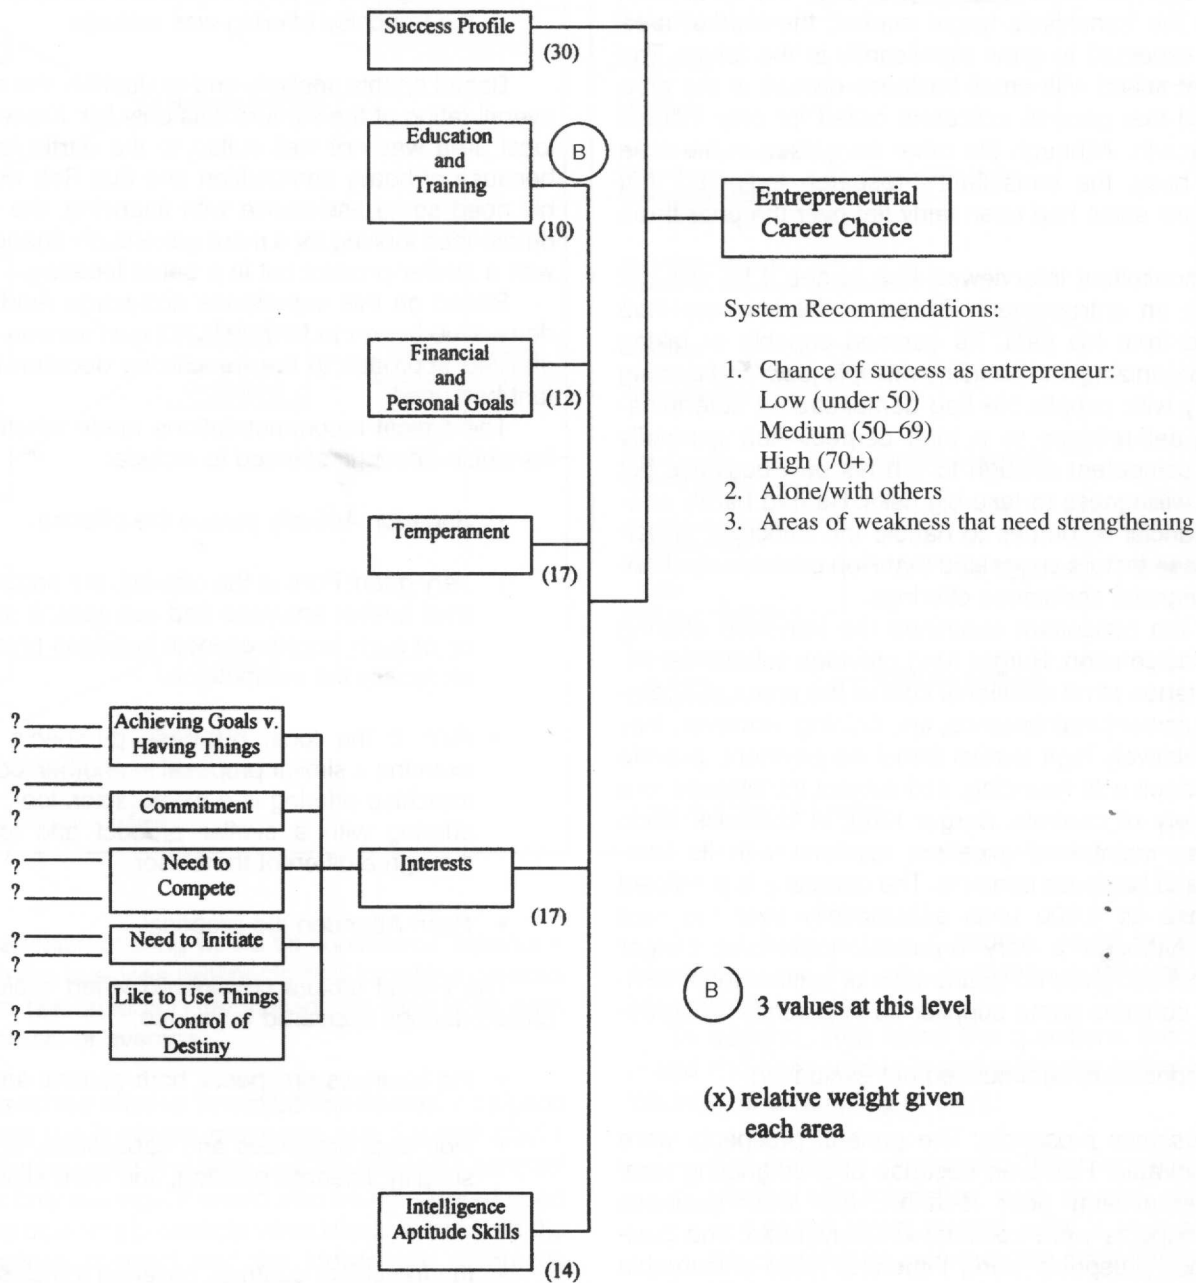 Success Profile
(30)
Education
and
Training
B
(10)
Entrepreneurial
Career Choice
System Recommendations:
1. Chance of success as entrepreneur:
Low (under 50)
Medium (50–69)
High (70+)
2. Alone/with others
3. Areas of weakness that need strengthening
Financial
and
Personal Goals
(12)
Temperament
(17)
?
?
Achieving Goals v.
Having Things
?
?
Commitment
?
?
Need to
Compete
?
?
Need to Initiate
?
?
Like to Use Things
– Control of
Destiny
Interests
(17)
B
3 values at this level
(x) relative weight given
each area
Intelligence
Aptitude Skills
(14)